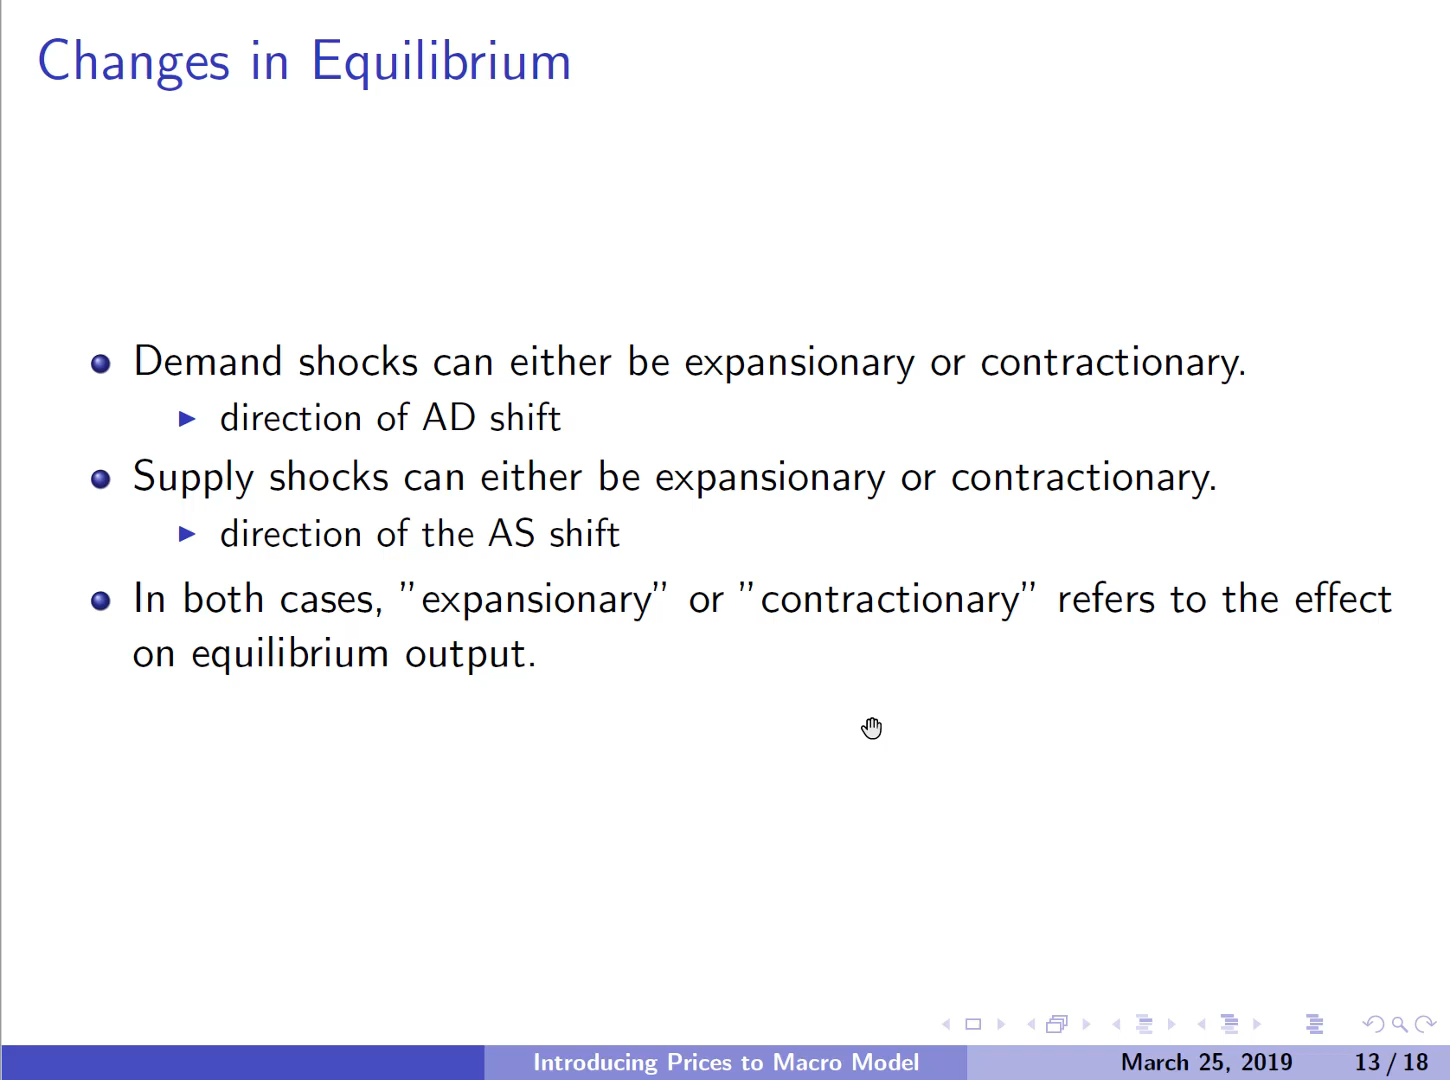 Changes in Equilibrium
Demand shocks can either be expansionary or contractionary.
direction of AD shift
Supply shocks can either be expansionary or contractionary.
direction of the AS shift
In both cases, ”expansionary” or ”contractionary” refers to the effect
on equilibrium output.
Introducing Prices to Macro Model March 25, 2019 13 / 18